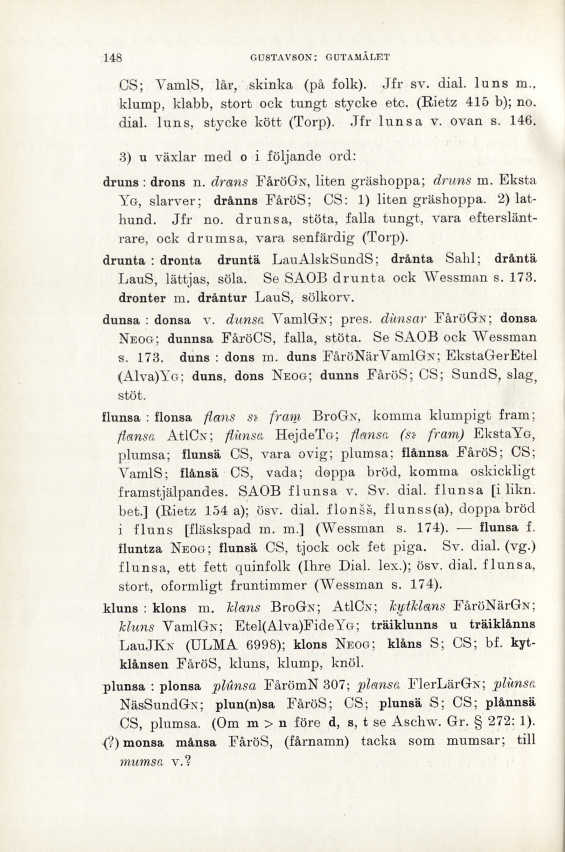 148 GUSTAVSON: GUTAMÅLET
CS; VamlS, lår, skinka (på folk). Jfr sv. dial. luns m.,
klump, klabb, stort ock tungt stycke etc. (Rietz 415 b); no.
dial. luns, stycke kött (Torp). Jfr lunsa v. ovan s. 146.
3) u växlar med o i följande ord:
druns : drons n. drans FåröGN, liten gräshoppa; druns m. Eksta
YG, slarver; drånns FåröS; CS: 1) liten gräshoppa. 2) lat-
hund. Jfr no. drunsa, stöta, falla tungt, vara efterslänt-
rare, ock drumsa, vara senfärdig (Torp).
drunta : dronta druntä LauAlskSundS; drånta Sahl; dråntä
LauS, lättjas, söla. Se SAOB drunta ock Wessman s. 173.
dronter m. dråntur LauS, sölkorv.
dunsa : donsa v. dunsa VamlGN; pres. dùnsar FåröGN; donsa
NEOG; dunnsa FåröCS, falla, stöta. Se SAOB ock Wessman
s. 173. duns : dons m. duns FåröNärVamlGN; EkstaGerEtel
(Alva)YG; duns, dons NEOG; dunns FåröS; CS; SundS, slag,
stöt.
flunsa : flonsa flans fram BroGN, komma klumpigt fram;
flansa AtlCN; flùnsa HejdeTG; flansa fram) EkstaYG,
plumsa; flunsä CS, vara ovig; plumsa; flånnsa FåröS; CS;
VamlS; flånsä CS, vada; doppa bröd, komma oskickligt
framstjälpandes. SAOB flunsa v. Sv. dial. flunsa [i likn.
bet.] (Rietz 154 a); ösv. dial. flonšš, flunss(a), doppa bröd
i fluns [fläskspad m. m.] (Wessman s. 174). — flunsa f.
fluntza NEOG; flunsä CS, tjock ock fet piga. Sv. dial. (vg.)
flunsa, ett fett quinfolk (Ihre Dial. lex.); ösv. dial. flunsa,
stort, oformligt fruntimmer (Wessman s. 174).
kluns : klons m. klans BroGN; AtlCN; kytklans FåröNärGN;
kluns VamlGN; Etel(Alva)FideYG; träiklunns u träiklånns
LauJKN (ULMA 6998); klons NEOG; klåns S; CS; bf. kyt-
klånsen FåröS, kluns, klump, knöl.
plunsa : plonsa plùnsa FårömN 307; plansa FlerLärGN; plùnsa
NäsSundGN; plun(n)sa FåröS; CS; plunsä S; CS; plånnsä
CS, plumsa. (Om m > n före d, s, t se Aschw. Gr. § 272: 1).
(?) monsa månsa FåröS, (fårnamn) tacka som mumsar; till
mumsa v.?